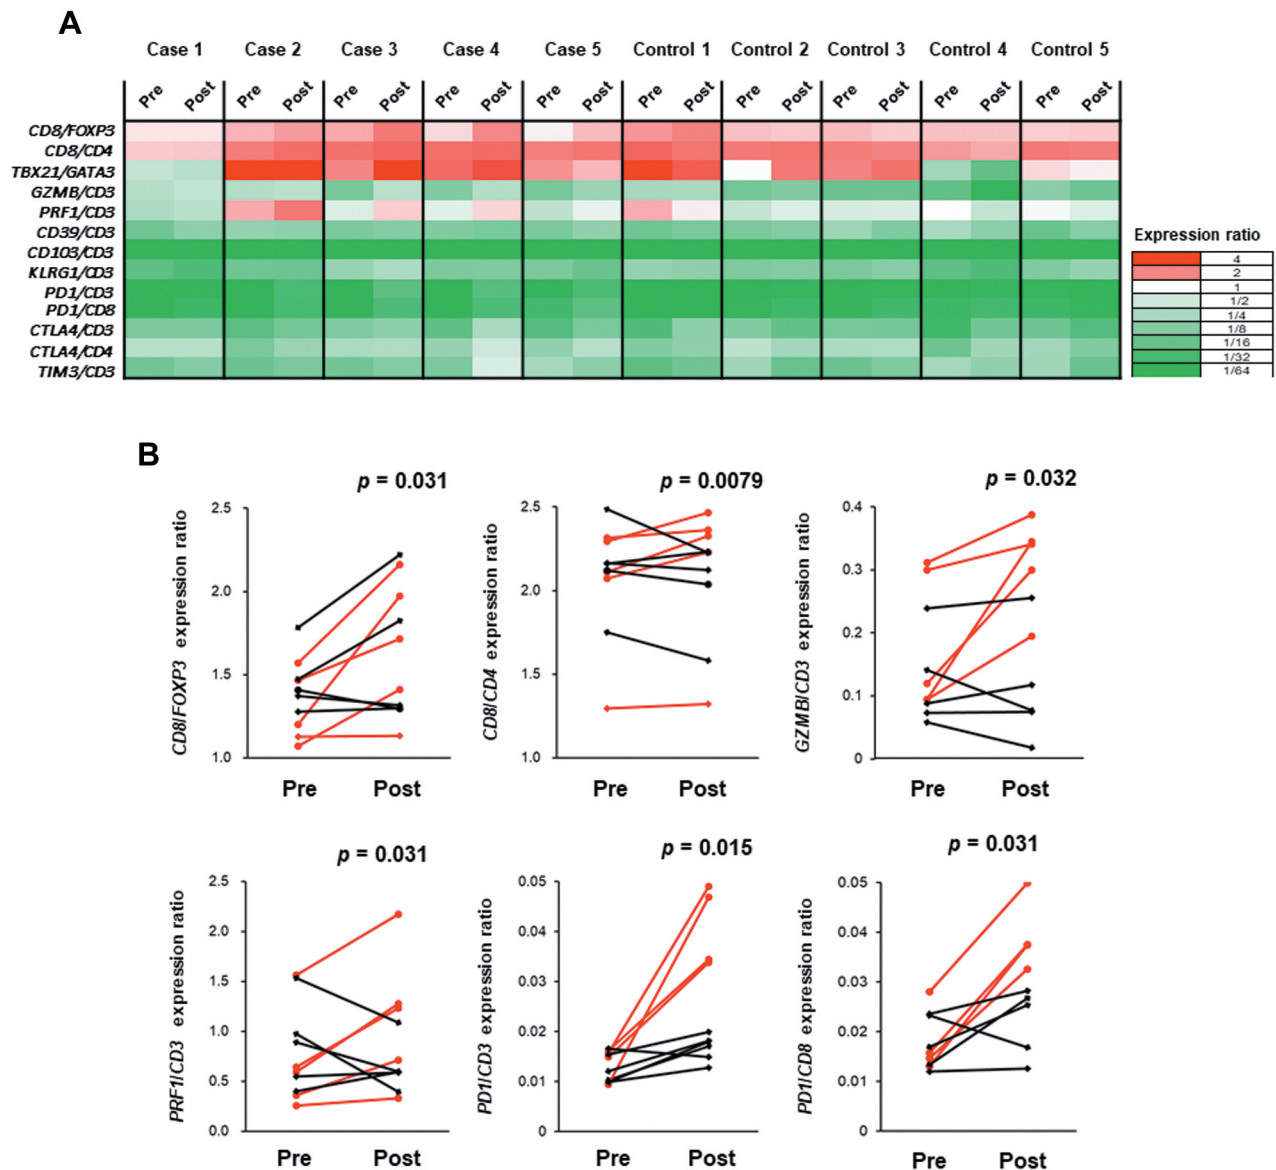 A
Case 1 Case 2 Case 3 Case 4 Case 5 Control 1 Control 2 Control 3 Control 4 Control 5
Pre Post Pre Post Pre Post Pre Post Pre Post Pre Post Pre Post Pre Post Pre Post Pre Post
CD8/FOXP3
CD8/CD4
TBX21/GATA3
GZMB/CD3
PRF1/CD3
CD39/CD3
CD103/CD3
KLRG1/CD3
PD1/CD3
PD1/CD8
CTLA4/CD3
CTLA4/CD4
TIM3/CD3
Expression ratio
4
2
1
1/2
1/4
1/8
1/16
1/32
1/64
B
p = 0.031
CD8/FOXP3 expression ratio
2.5
2.0
1.5
1.0
Pre Post
p = 0.0079
CD8/CD4 expression ratio
2.5
2.0
1.5
1.0
Pre Post
p = 0.032
GZMB/CD3 expression ratio
0.4
0.3
0.2
0.1
0
Pre Post
p = 0.031
PRF1/CD3 expression ratio
2.5
2.0
1.5
1.0
0.5
0.0
Pre Post
p = 0.015
PD1/CD3 expression ratio
0.05
0.04
0.03
0.02
0.01
0
Pre Post
p = 0.031
PD1/CD8 expression ratio
0.05
0.04
0.03
0.02
0.01
0
Pre Post